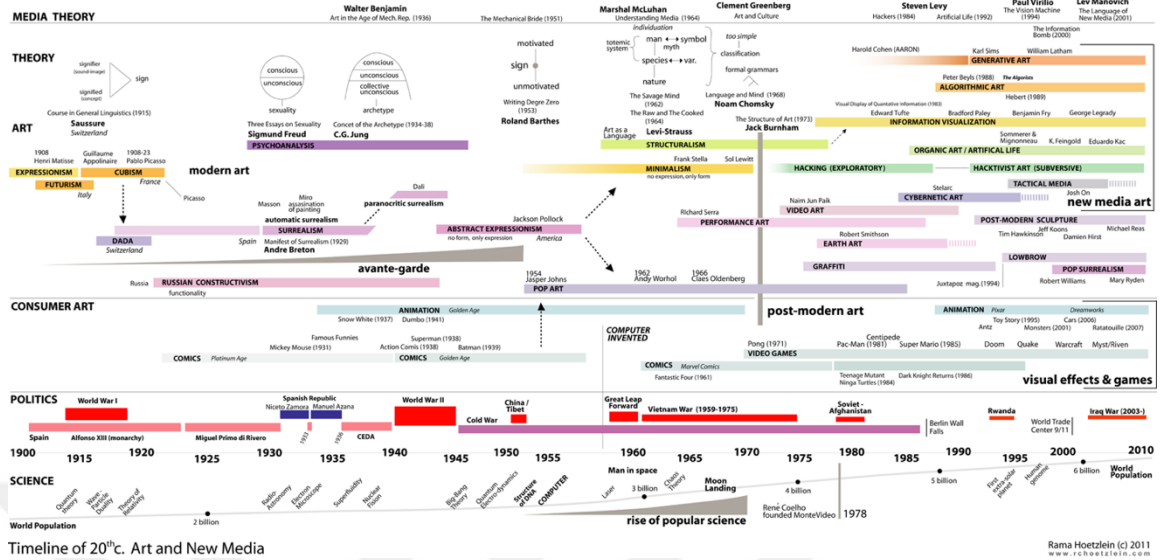 MEDIA THEORY
Walter Benjamin
Art in the Age of Mech. Rep. (1936)
The Mechanical Bride (1951)
Marshal McLuhan
Understanding Media (1964)
Clement Greenberg
Art and Culture
Steven Levy
Hackers (1984)
Artificial Life (1992)
Paul Virilio
The Vision Machine
(1994)
The Information
Bomb (2000)
Lev Manovich
The Language of
New Media (2001)
THEORY
signifier
(sound-image)
sign
signified
(concept)
Course in General Linguistics (1915)
Saussure
Switzerland
conscious
unconscious
sexuality
Three Essays on Sexuality
Sigmund Freud
conscious
unconscious
collective
unconscious
archetype
Concet of the Archetype (1934-38)
C.G. Jung
PSYCHOANALYSIS
motivated
sign
unmotivated
Writing Degre Zero
(1953)
Roland Barthes
individuation
totemic
system
man
symbol
myth
species
var.
nature
The Savage Mind
(1962)
The Raw and The Cooked
(1964)
Levi-Strauss
too simple
classification
formal grammars
Language and Mind (1968)
Noam Chomsky
The Structure of Art (1973)
Jack Burnham
Art as a
Language
STRUCTURALISM
Harold Cohen (AARON)
Karl Sims
William Latham
GENERATIVE ART
Peter Beyls (1988)
The Algorists
ALGORITHMIC ART
Hebert (1989)
Visual Display of Quantative Information (1983)
Edward Tufte
Bradford Paley
Benjamin Fry
George Legrady
INFORMATION VISUALIZATION
Sommerer &
Mignonneau
K. Feingold
Eduardo Kac
ORGANIC ART / ARTIFICAL LIFE
ART
1908
Henri Matisse
Guillaume
Appolinaire
1908-23
Pablo Picasso
EXPRESSIONISM
CUBISM
FUTURISM
Italy
France
Picasso
modern art
Frank Stella
Sol Lewitt
MINIMALISM
no expression, only form
HACKING (EXPLORATORY)
HACKTIVIST ART (SUBVERSIVE)
TACTICAL MEDIA
Josh On
Stelarc
CYBERNETIC ART
new media art
Masson
Miro
assasination
of painting
Dali
paranocritic surrealism
automatic surrealism
SURREALISM
Spain
Manifest of Surrealism (1929)
Andre Breton
DADA
Switzerland
Jackson Pollock
ABSTRACT EXPRESSIONISM
no form, only expression
America
Naim Jun Paik
VIDEO ART
RIchard Serra
PERFORMANCE ART
Robert Smithson
EARTH ART
POST-MODERN SCULPTURE
Jeff Koons
Michael Reas
Tim Hawkinson
Damien Hirst
avante-garde
GRAFFITI
LOWBROW
Juxtapoz mag.(1994)
POP SURREALISM
Robert Williams
Mary Ryden
Russia
RUSSIAN CONSTRUCTIVISM
functionality
1954
Jasper Johns
1962
Andy Worhol
1966
Claes Oldenberg
POP ART
CONSUMER ART
ANIMATION
Golden Age
Snow White (1937)
Dumbo (1941)
Famous Funnies
Mickey Mouse (1931)
Superman (1938)
Action Comis (1938)
Batman (1939)
COMICS
Platinum Age
COMICS
Golden Age
COMPUTER
INVENTED
post-modern art
ANIMATION
Pixar
Dreamworks
Toy Story (1995)
Cars (2006)
Antz
Monsters (2001)
Ratatouille (2007)
Centipede
Pong (1971)
Pac-Man (1981)
Super Mario (1985)
Doom
Quake
Warcraft
Myst/Riven
VIDEO GAMES
COMICS
Marvel Comics
Fantastic Four (1961)
Teenage Mutant
Ninga Turtles (1984)
Dark Knight Returns (1986)
visual effects & games
POLITICS
World War I
Spanish Republic
Niceto Zamora
Manuel Azana
World War II
Cold War
China /
Tibet
Great Leap
Forward
Vietnam War (1959-1975)
Soviet -
Afghanistan
Berlin Wall
Falls
Rwanda
World Trade
Center 9/11
Iraq War (2003-)
Spain
Alfonso XIII (monarchy)
Miguel Primo di Rivero
1933
1936
CEDA
1900
1915
1920
1925
1930
1935
1940
1945
1950
1955
1960
1965
1970
1975
1980
1985
1990
1995
2000
2010
SCIENCE
Quantum
theory
Wave-
Particle
Duality
Theory of
Relativity
2 billion
Radio
Astronomy
Electron
Microscope
Superfluidity
Nuclear
Fission
Big-Bang
Theory
Quantum
Electro-dynamics
Structure
of DNA
COMPUTER
Laser
Man in space
3 billion
Chaos
Theory
Moon
Landing
4 billion
René Coelho
founded MonteVideo
1978
5 billion
First
extra-solar
planet
Human
genome
6 billion
World
Population
World Population
rise of popular science
Timeline of 20thc. Art and New Media
Rama Hoetzlein (c) 2011
www.rchoetzlein.com